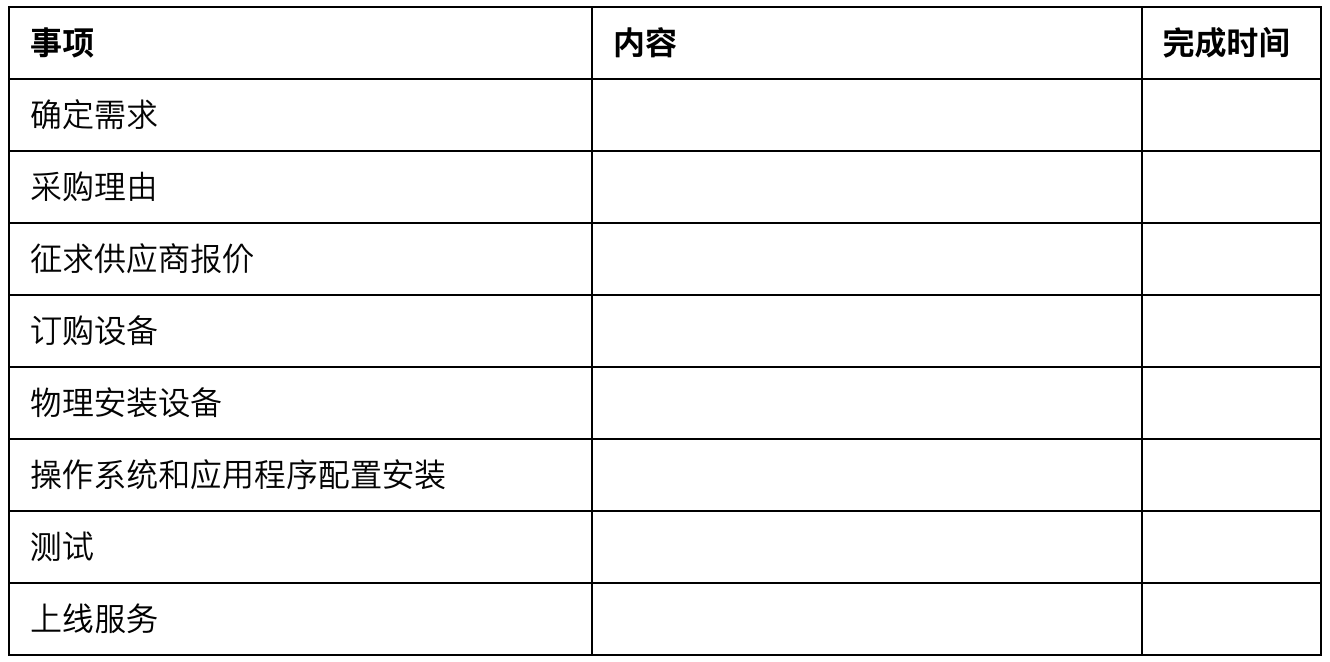 事项 内容 完成时间
确定需求
采购理由
征求供应商报价
订购设备
物理安装设备
操作系统和应用程序配置安装
测试
上线服务